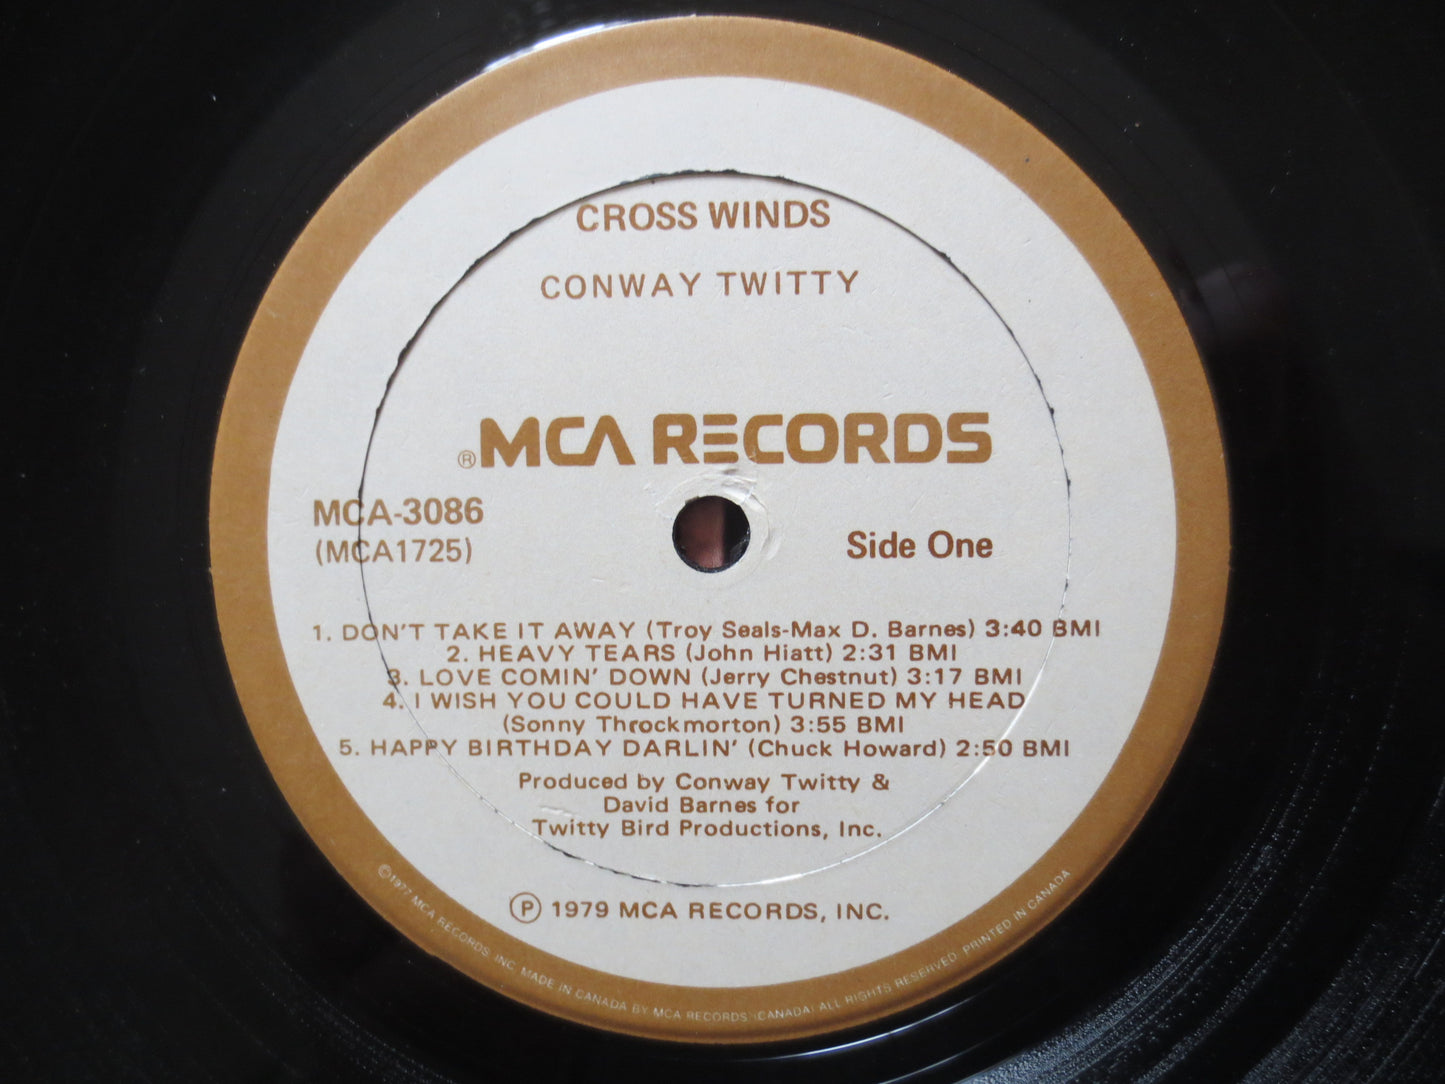 CROSS WINDS
CONWAY TWITTY
® MCA RECORDS
MCA-3086
(MCA1725)
Side One
1. DON'T TAKE IT AWAY (Troy Seals-Max D. Barnes) 3:40 BMI
2. HEAVY TEARS (John Hiatt) 2:31 BMI
3. LOVE COMIN' DOWN (Jerry Chestnut) 3:17 BMI
4. I WISH YOU COULD HAVE TURNED MY HEAD
(Sonny Throckmorton) 3:55 BMI
5. HAPPY BIRTHDAY DARLIN' (Chuck Howard) 2:50 BMI
Produced by Conway Twitty &
David Barnes for
Twitty Bird Productions, Inc.
Ⓟ 1979 MCA RECORDS, INC.
©1977 MCA RECORDS, INC. MADE IN CANADA BY MCA RECORDS (CANADA) ALL RIGHTS RESERVED. PRINTED IN CANADA